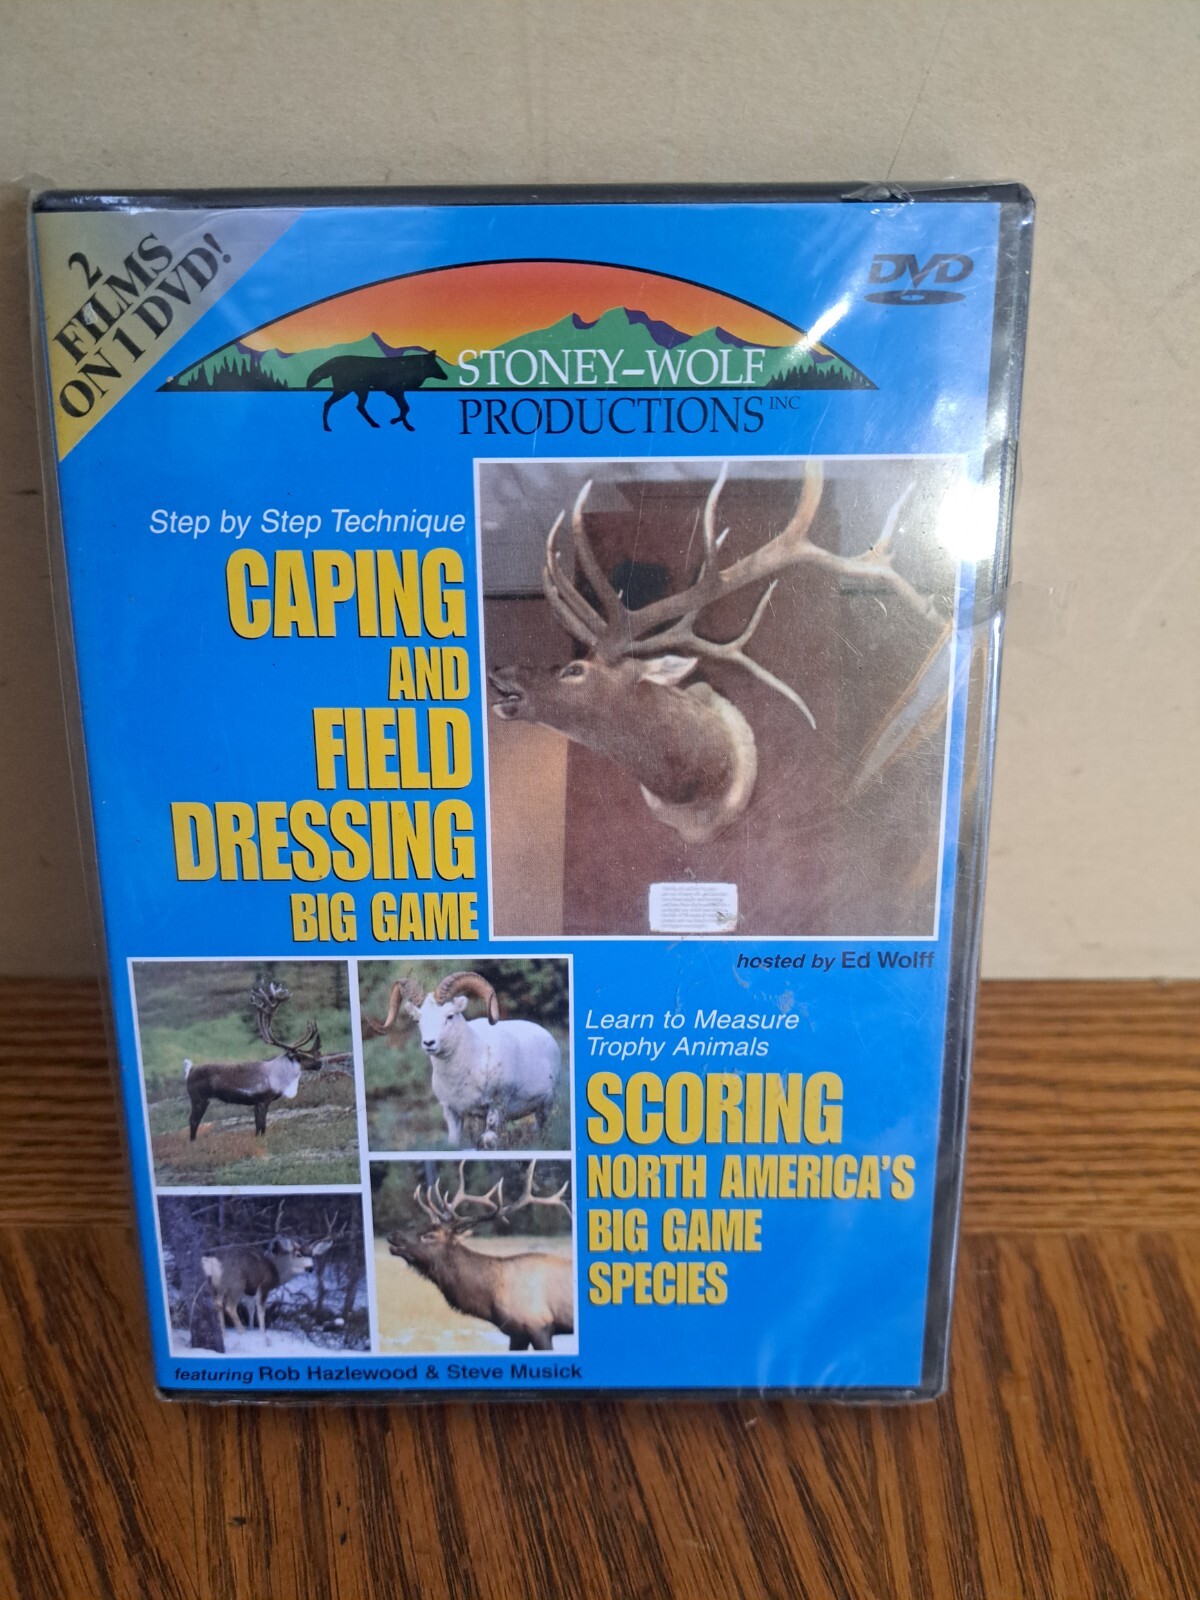 2
FILMS
ON 1 DVD!
DVD
STONEY-WOLF
PRODUCTIONS INC
Step by Step Technique
CAPING
AND
FIELD
DRESSING
BIG GAME
hosted by Ed Wolff
Learn to Measure
Trophy Animals
SCORING
NORTH AMERICA'S
BIG GAME
SPECIES
featuring Rob Hazlewood & Steve Musick